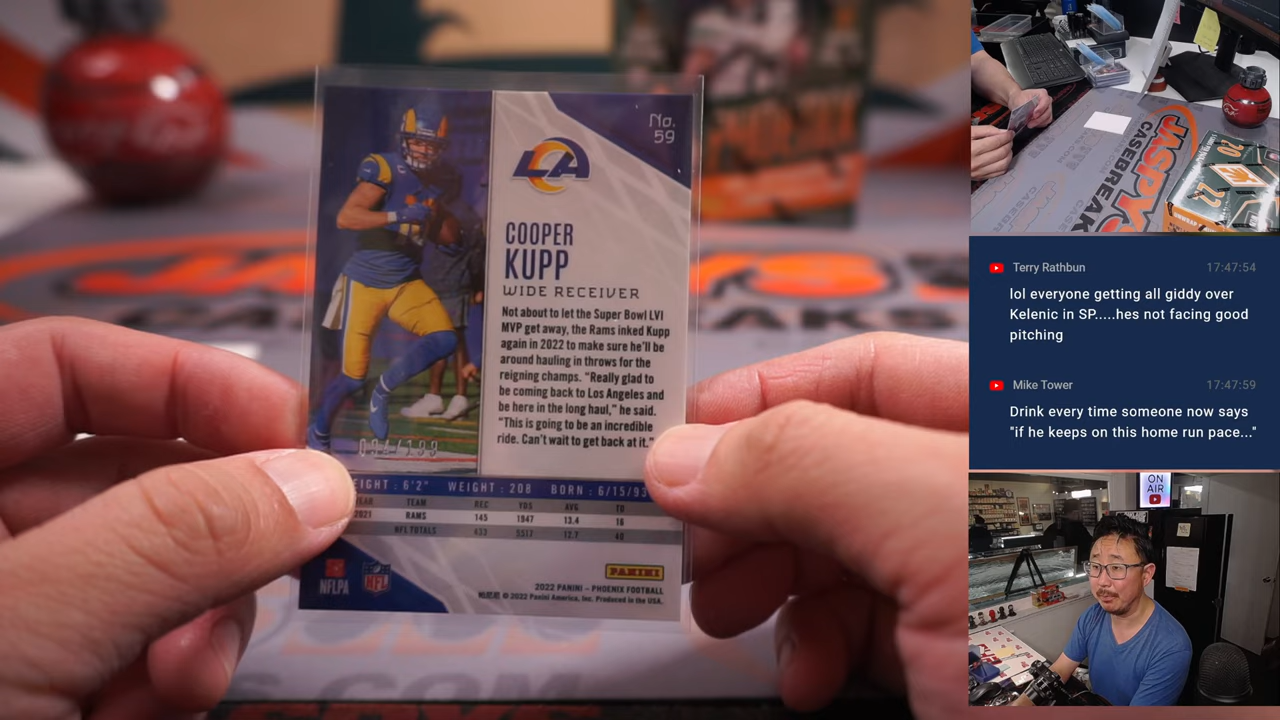 No.
59
LA
COOPER
KUPP
WIDE RECEIVER
Not about to let the Super Bowl LVI
MVP get away, the Rams inked Kupp
again in 2022 to make sure he'll be
around hauling in throws for the
reigning champs. "Really glad to
be coming back to Los Angeles and
be here in the long haul," he said.
"This is going to be an incredible
ride. Can't wait to get back at it."
EIGHT : 6'2" WEIGHT : 208 BORN : 6/15/93
YEAR TEAM REC YDS AVG TD
2021 RAMS 145 1947 13.4 16
NFL TOTALS 433 5517 12.7 40
NFLPA
NFL
PANINI
2022 PANINI – PHOENIX FOOTBALL
© 2022 Panini America, Inc. Produced in the USA.
JASPY
CASEBREAK
20
22
Terry Rathbun 17:47:54
lol everyone getting all giddy over
Kelenic in SP.....hes not facing good
pitching
Mike Tower 17:47:59
Drink every time someone now says
"if he keeps on this home run pace..."
ON
AIR